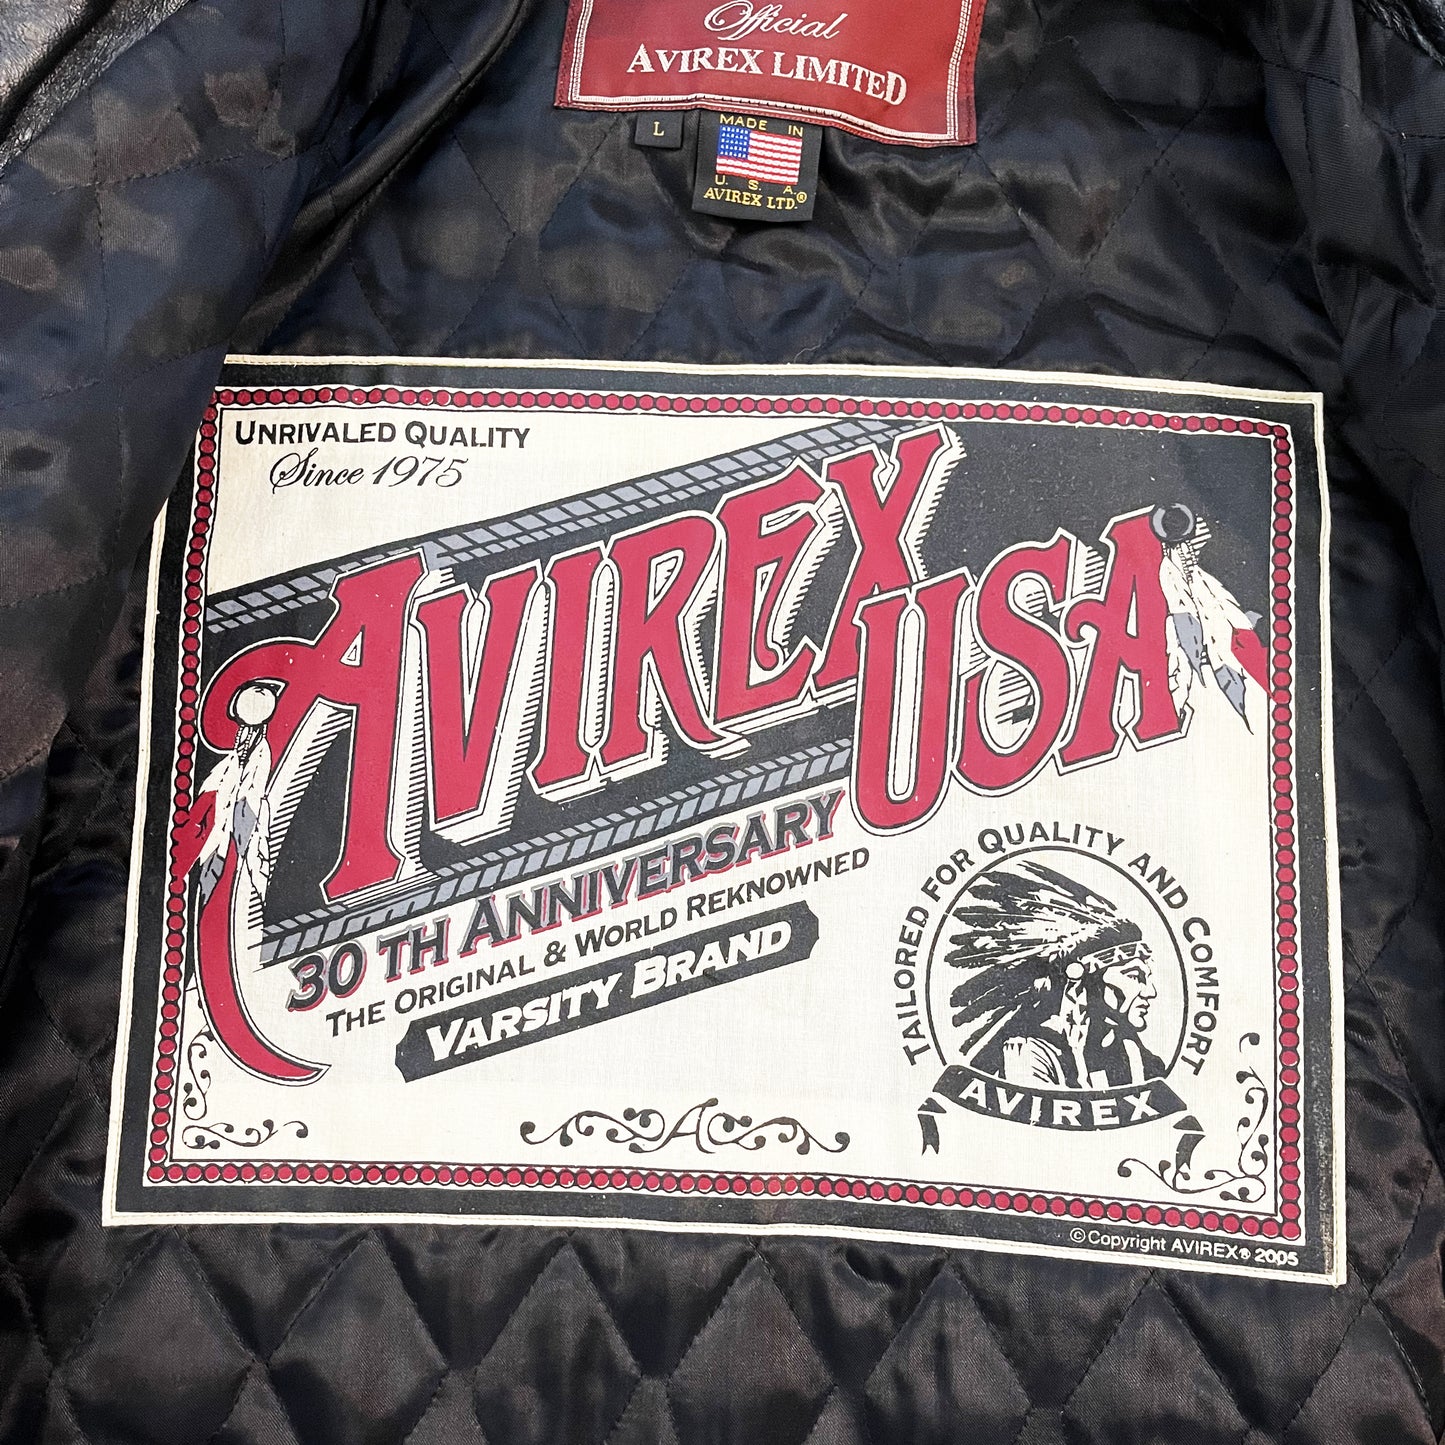 Official
AVIREX LIMITED
L
MADE IN
U. S. A.
AVIREX LTD.®
UNRIVALED QUALITY
Since 1975
AVIREX
USA
30 TH ANNIVERSARY
THE ORIGINAL & WORLD REKNOWNED
VARSITY BRAND
TAILORED FOR QUALITY AND COMFORT
AVIREX
A
© Copyright AVIREX® 2005